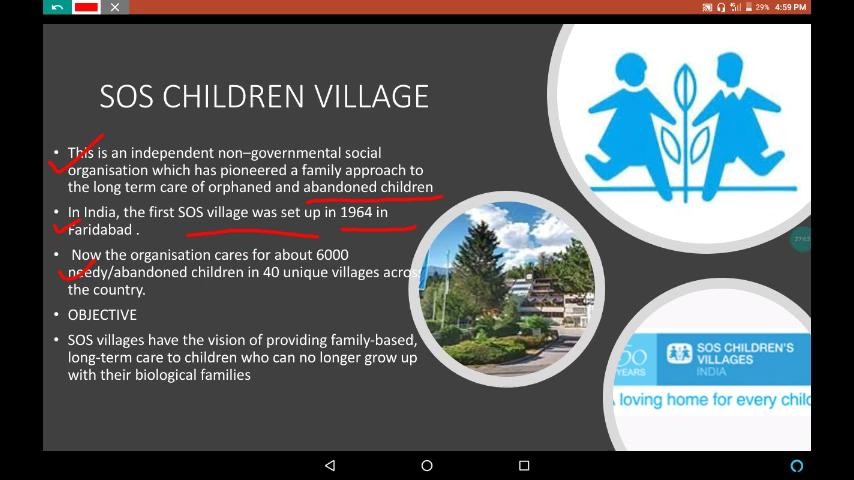 29% 4:59 PM
SOS CHILDREN VILLAGE
• This is an independent non–governmental social
organisation which has pioneered a family approach to
the long term care of orphaned and abandoned children
• In India, the first SOS village was set up in 1964 in
Faridabad .
• Now the organisation cares for about 6000
needy/abandoned children in 40 unique villages across
the country.
• OBJECTIVE
• SOS villages have the vision of providing family-based,
long-term care to children who can no longer grow up
with their biological families
50
YEARS
SOS CHILDREN'S
VILLAGES
INDIA
A loving home for every chil